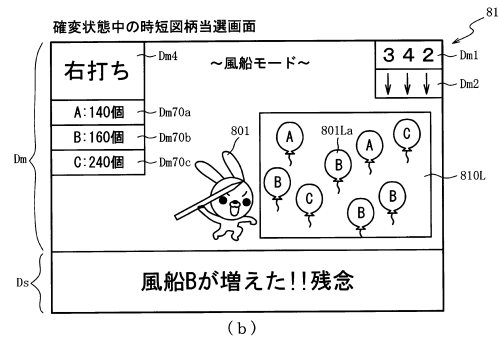 確変状態中の時短図柄当選画面
81
右打ち
Dm4
～風船モード～
3 4 2
Dm1
↓ ↓ ↓
Dm2
A:140個
Dm70a
B:160個
Dm70b
C:240個
Dm70c
801
801La
A
B
A
C
B
C
B
B
810L
Dm
Ds
風船Bが増えた!!残念
(b)